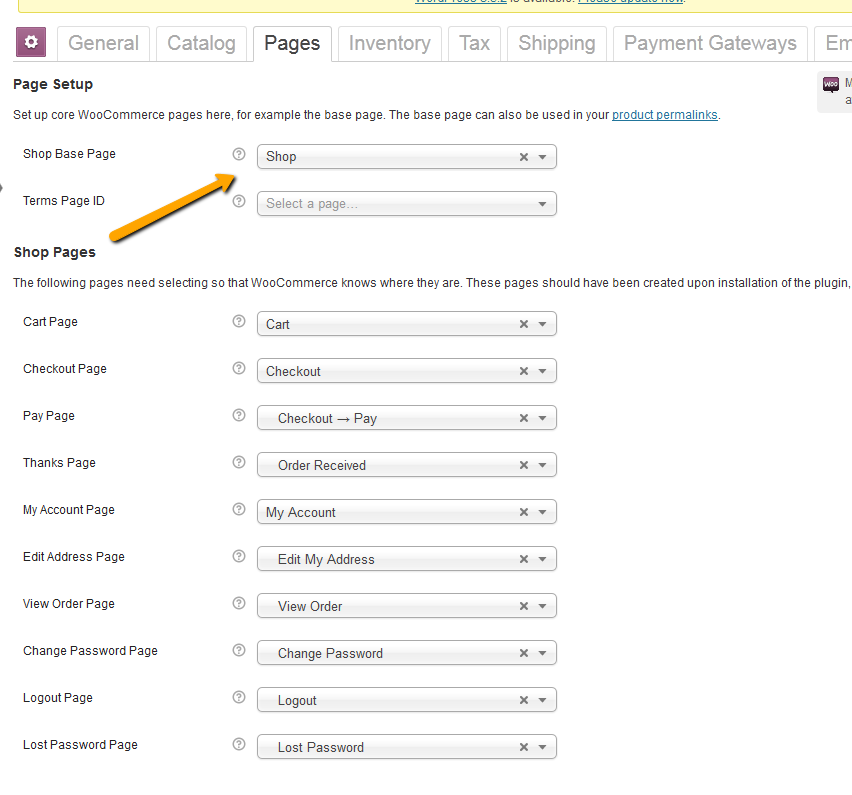 WordPress 3.8.2 is available. Please update now.
General Catalog Pages Inventory Tax Shipping Payment Gateways Em
Page Setup
Set up core WooCommerce pages here, for example the base page. The base page can also be used in your product permalinks.
Woo M
a
Shop Base Page ? Shop
Terms Page ID ? Select a page...
Shop Pages
The following pages need selecting so that WooCommerce knows where they are. These pages should have been created upon installation of the plugin,
Cart Page ? Cart
Checkout Page ? Checkout
Pay Page ? Checkout → Pay
Thanks Page ? Order Received
My Account Page ? My Account
Edit Address Page ? Edit My Address
View Order Page ? View Order
Change Password Page ? Change Password
Logout Page ? Logout
Lost Password Page ? Lost Password